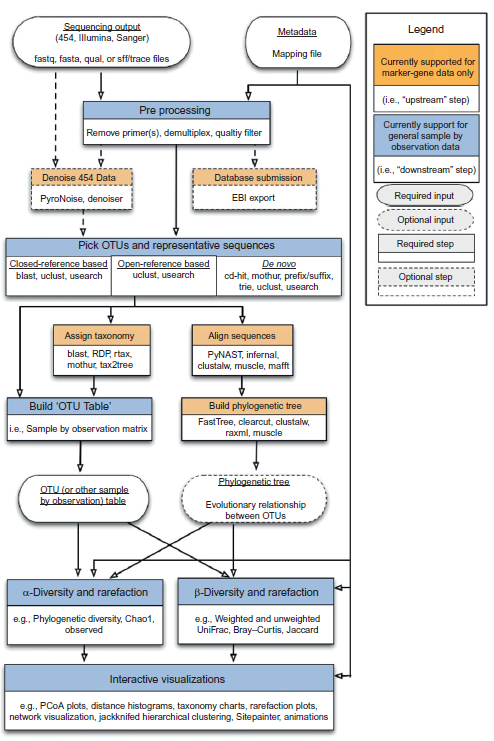 Sequencing output
(454, Illumina, Sanger)
fastq, fasta, qual, or sff/trace files
Metadata
Mapping file
Legend
Currently supported for
marker-gene data only
(i.e., “upstream” step)
Currently support for
general sample by
observation data
(i.e., “downstream” step)
Required input
Optional input
Required step
Optional step
Pre processing
Remove primer(s), demultiplex, qualtiy filter
Denoise 454 Data
PyroNoise, denoiser
Database submission
EBI export
Pick OTUs and representative sequences
Closed-reference based
blast, uclust, usearch
Open-reference based
uclust, usearch
De novo
cd-hit, mothur, prefix/suffix,
trie, uclust, usearch
Assign taxonomy
blast, RDP, rtax,
mothur, tax2tree
Align sequences
PyNAST, infernal,
clustalw, muscle, mafft
Build ‘OTU Table’
i.e., Sample by observation matrix
Build phylogenetic tree
FastTree, clearcut, clustalw,
raxml, muscle
OTU (or other sample
by observation) table
Phylogenetic tree
Evolutionary relationship
between OTUs
α-Diversity and rarefaction
e.g., Phylogenetic diversity, Chao1,
observed
β-Diversity and rarefaction
e.g., Weighted and unweighted
UniFrac, Bray–Curtis, Jaccard
Interactive visualizations
e.g., PCoA plots, distance histograms, taxonomy charts, rarefaction plots,
network visualization, jackknifed hierarchical clustering, Sitepainter, animations